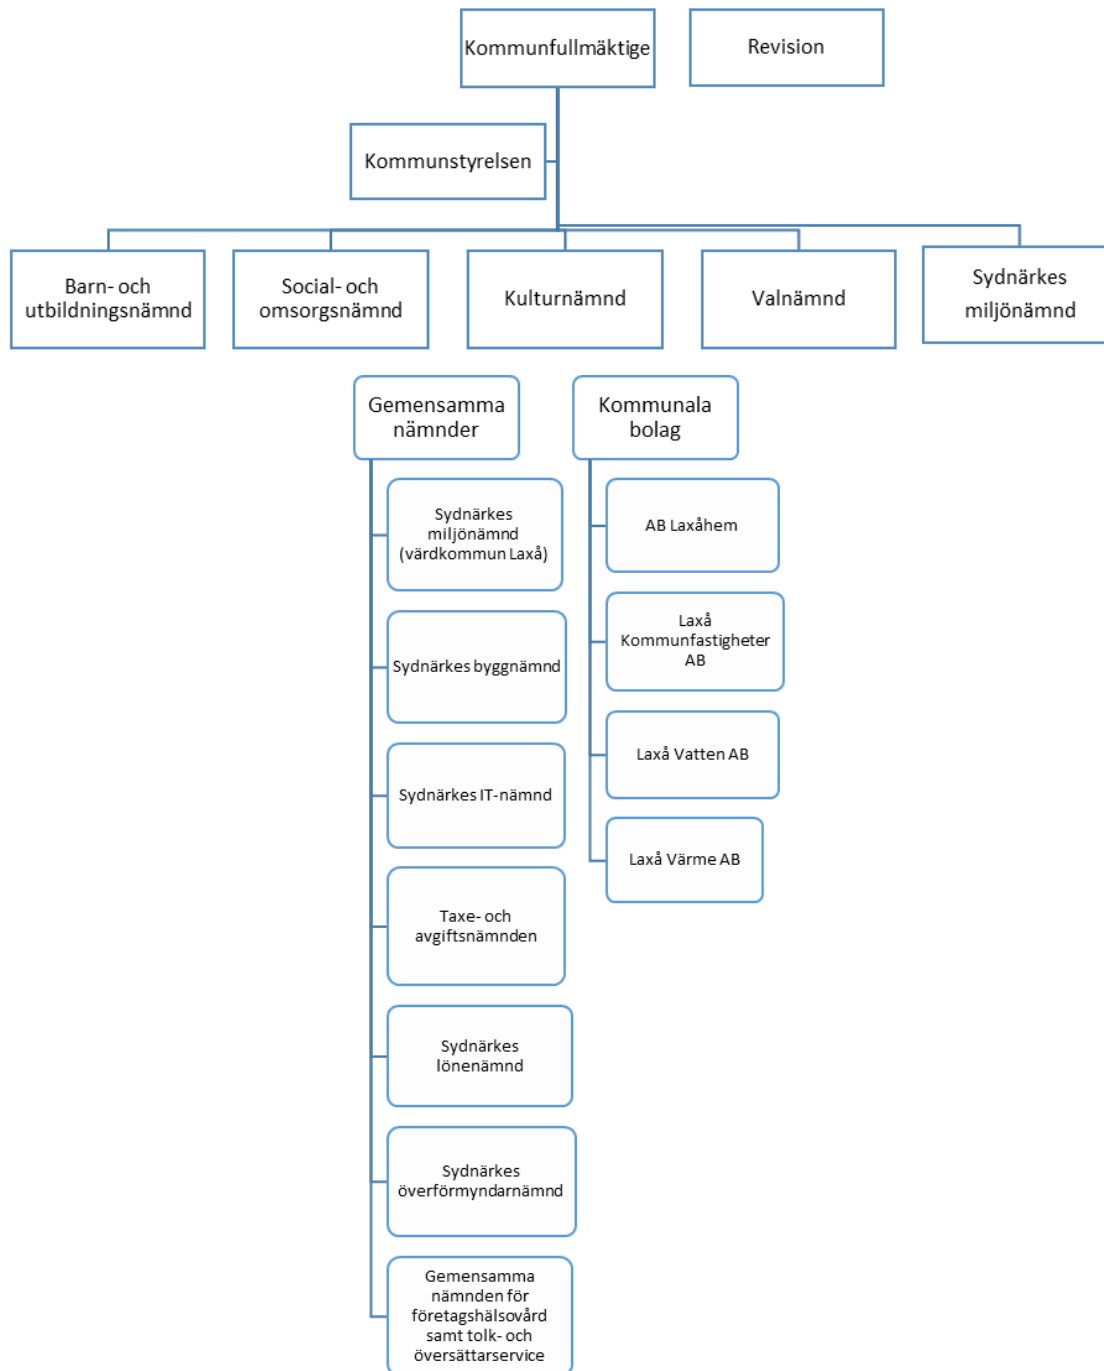 Kommunfullmäktige
Revision
Kommunstyrelsen
Barn- och
utbildningsnämnd
Social- och
omsorgsnämnd
Kulturnämnd
Valnämnd
Sydnärkes
miljönämnd
Gemensamma
nämnder
Sydnärkes
miljönämnd
(värdkommun Laxå)
Sydnärkes byggnämnd
Sydnärkes IT-nämnd
Taxe- och
avgiftsnämnden
Sydnärkes
lönenämnd
Sydnärkes
överförmyndarnämnd
Gemensamma
nämnden för
företagshälsovård
samt tolk- och
översättarservice
Kommunala
bolag
AB Laxåhem
Laxå
Kommunfastigheter
AB
Laxå Vatten AB
Laxå Värme AB